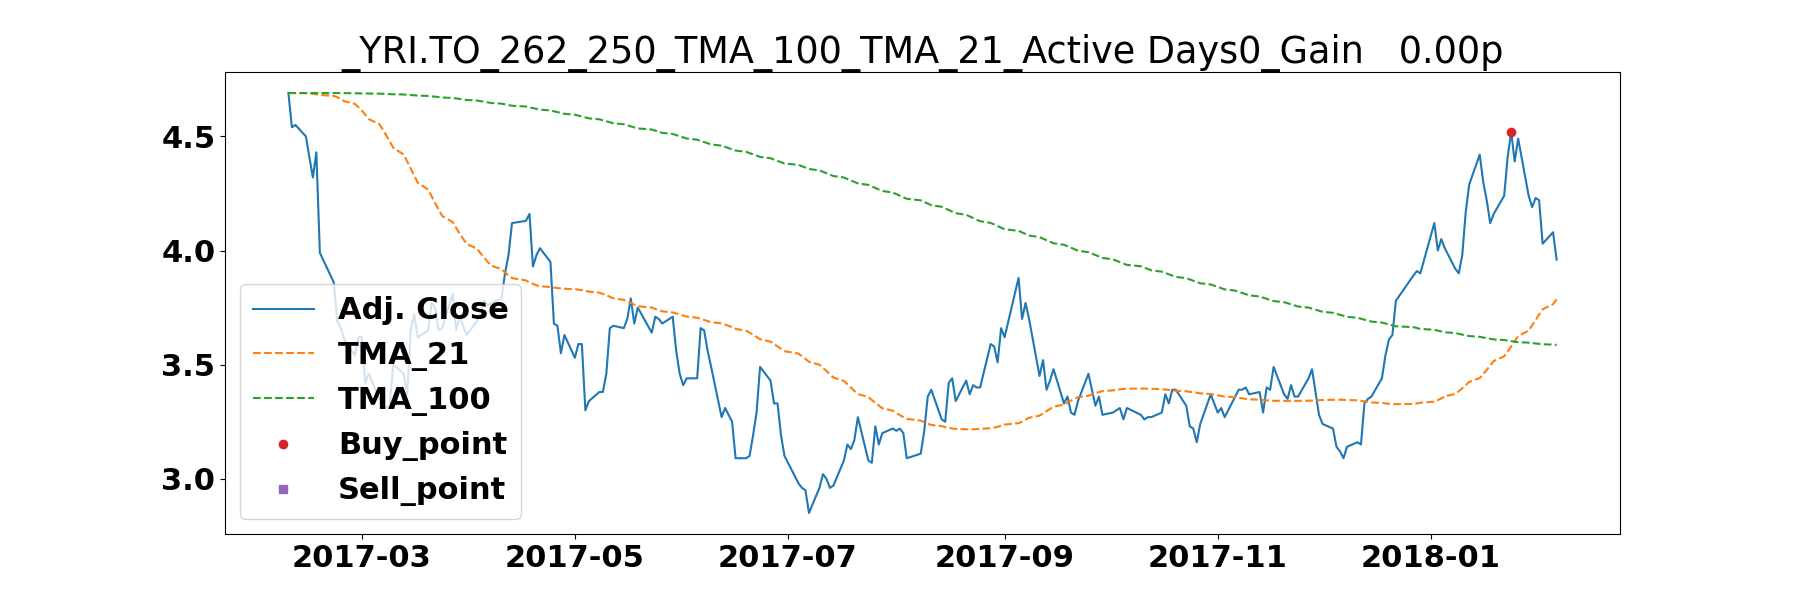 _YRI.TO_262_250_TMA_100_TMA_21_Active Days0_Gain   0.00p
4.5
4.0
3.5
3.0
Adj. Close
TMA_21
TMA_100
Buy_point
Sell_point
2017-03 2017-05 2017-07 2017-09 2017-11 2018-01